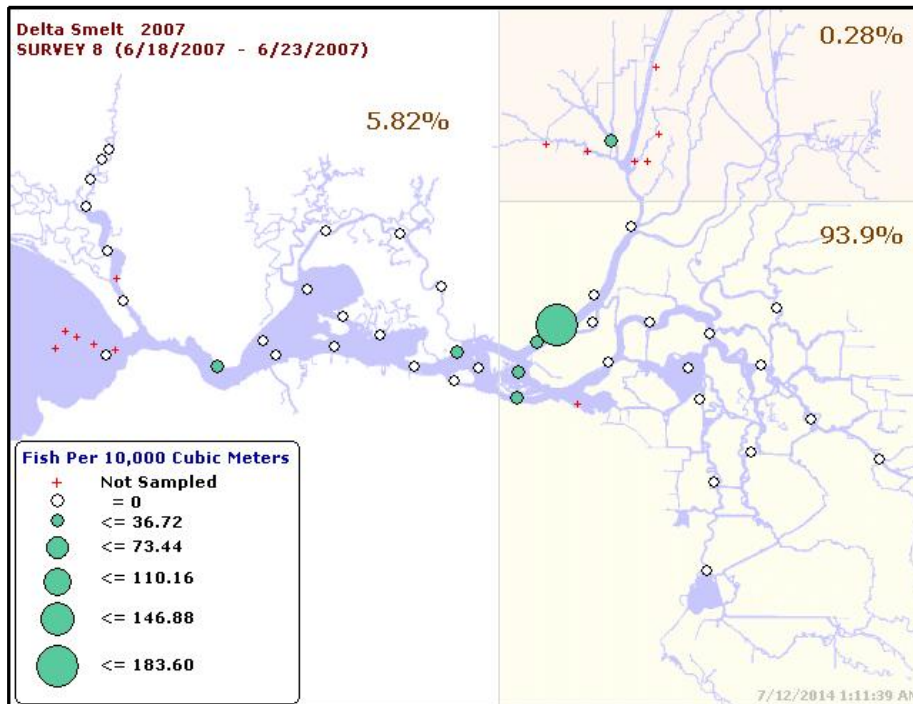 Delta Smelt 2007
SURVEY 8 (6/18/2007 - 6/23/2007)
0.28%
5.82%
93.9%
Fish Per 10,000 Cubic Meters
Not Sampled
= 0
<= 36.72
<= 73.44
<= 110.16
<= 146.88
<= 183.60
7/12/2014 1:11:39 AM